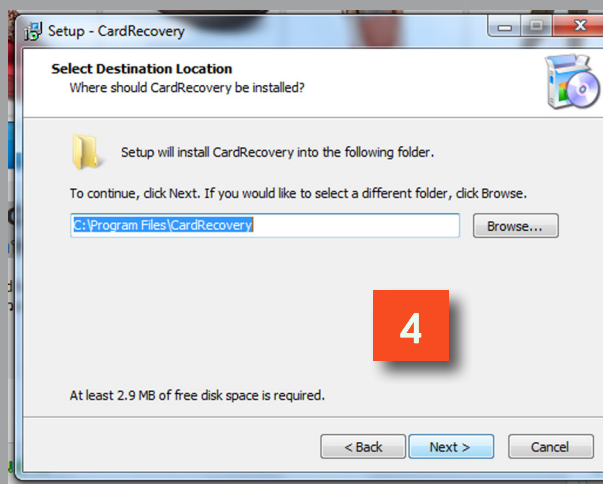 Setup - CardRecovery
Select Destination Location
Where should CardRecovery be installed?
Setup will install CardRecovery into the following folder.
To continue, click Next. If you would like to select a different folder, click Browse.
C:\Program Files\CardRecovery
Browse...
4
At least 2.9 MB of free disk space is required.
< Back
Next >
Cancel